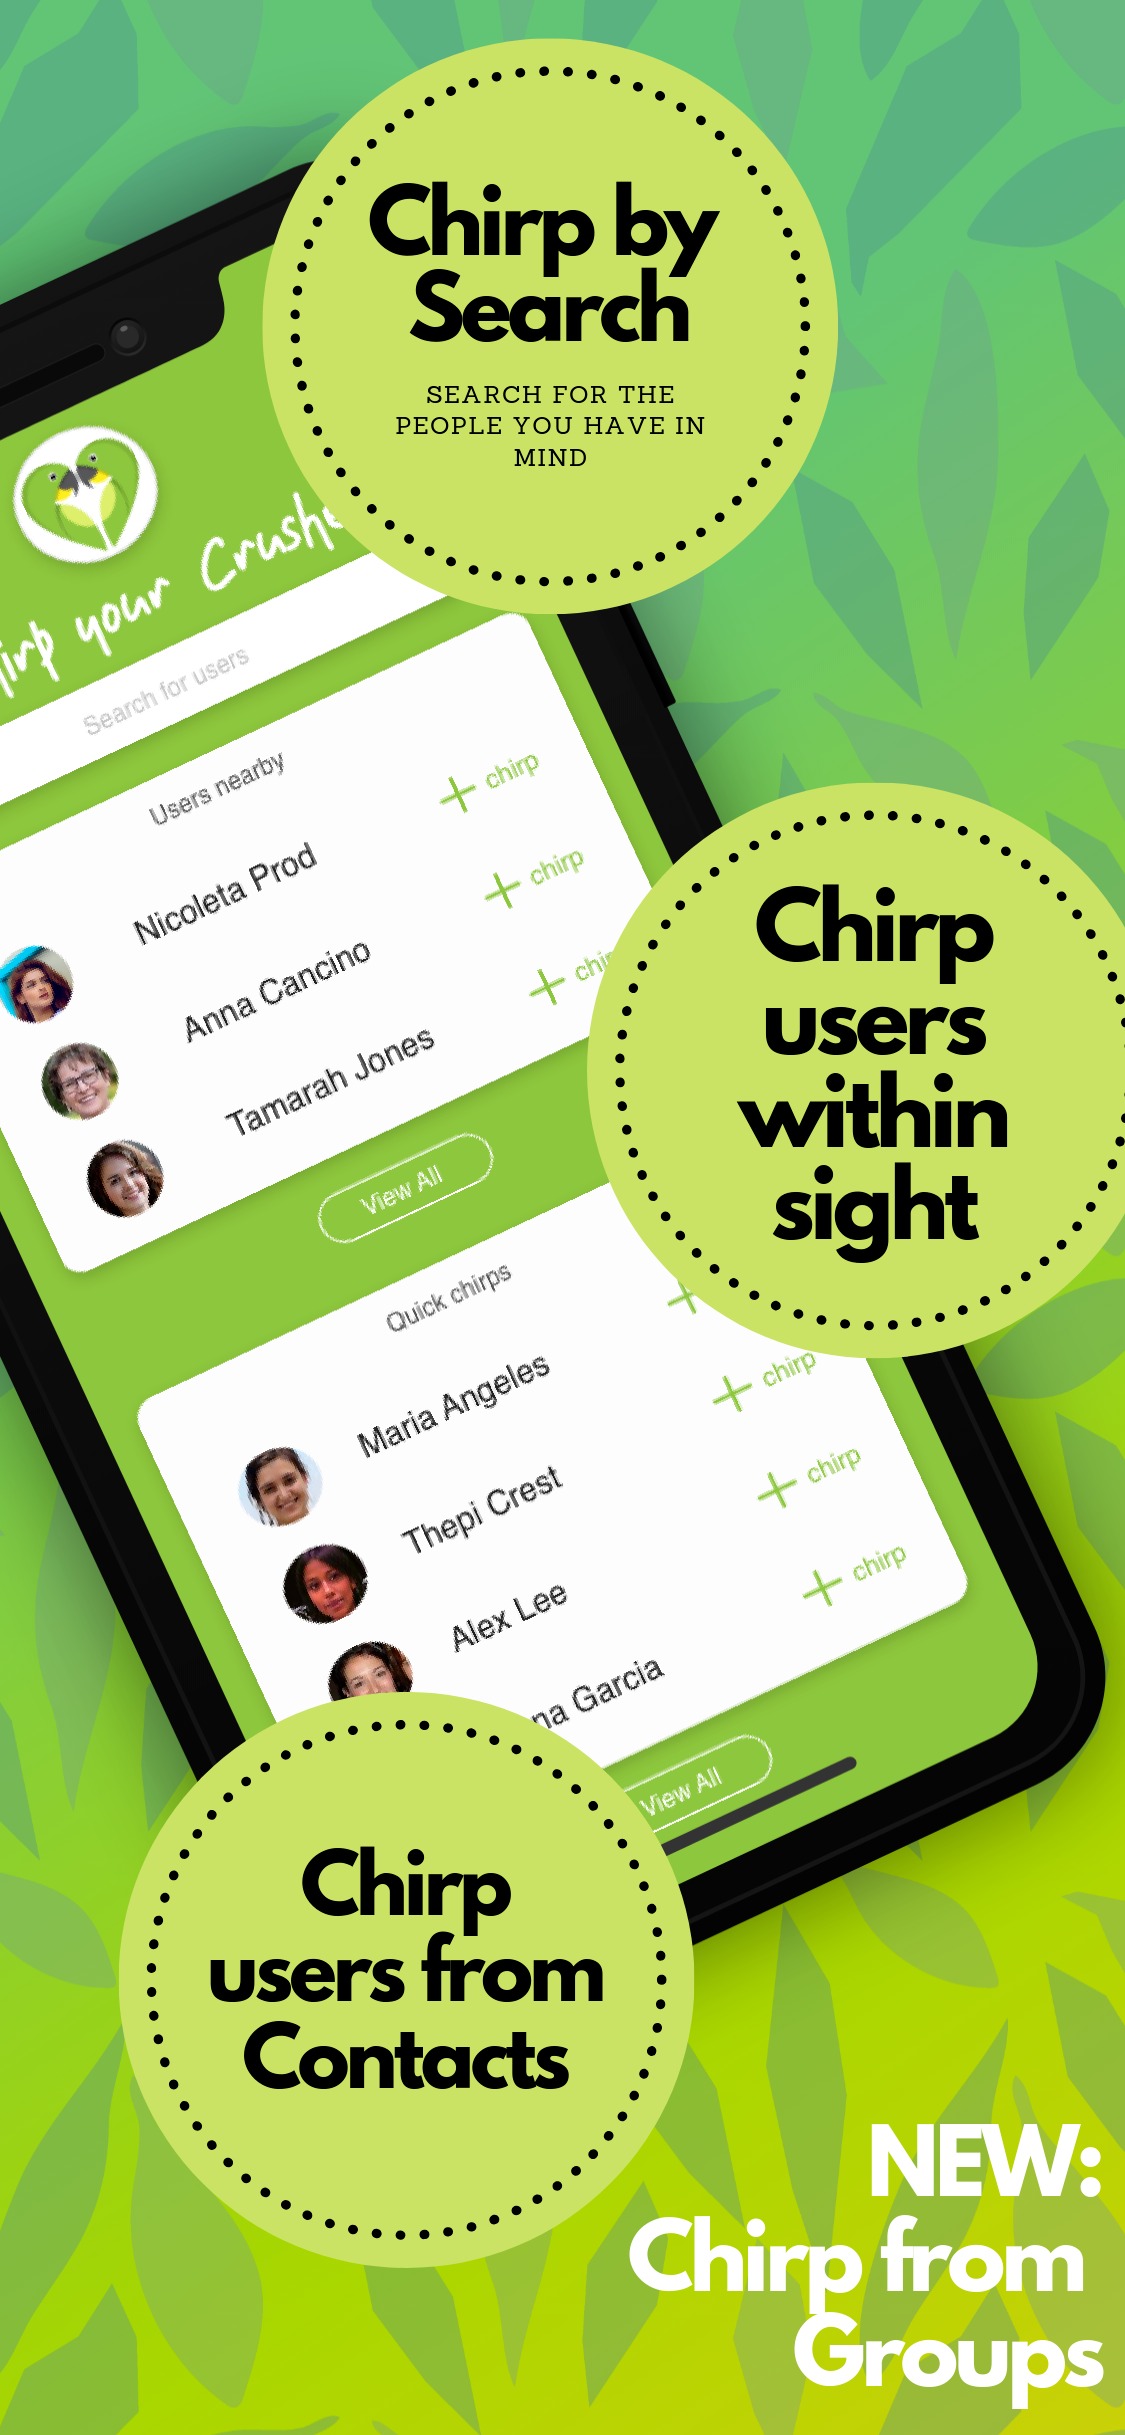 Chirp by
Search
SEARCH FOR THE
PEOPLE YOU HAVE IN
MIND
your
Search for users
Users nearby
Nicoleta Prod
+ chirp
Anna Cancino
+ chirp
Tamarah Jones
+
View All
Chirp
users
within
sight
Quick chirps
Maria Angeles
+
Thepi Crest
+ chirp
Alex Lee
+ chirp
Garcia
+ chirp
View All
Chirp
users from
Contacts
NEW:
Chirp from
Groups